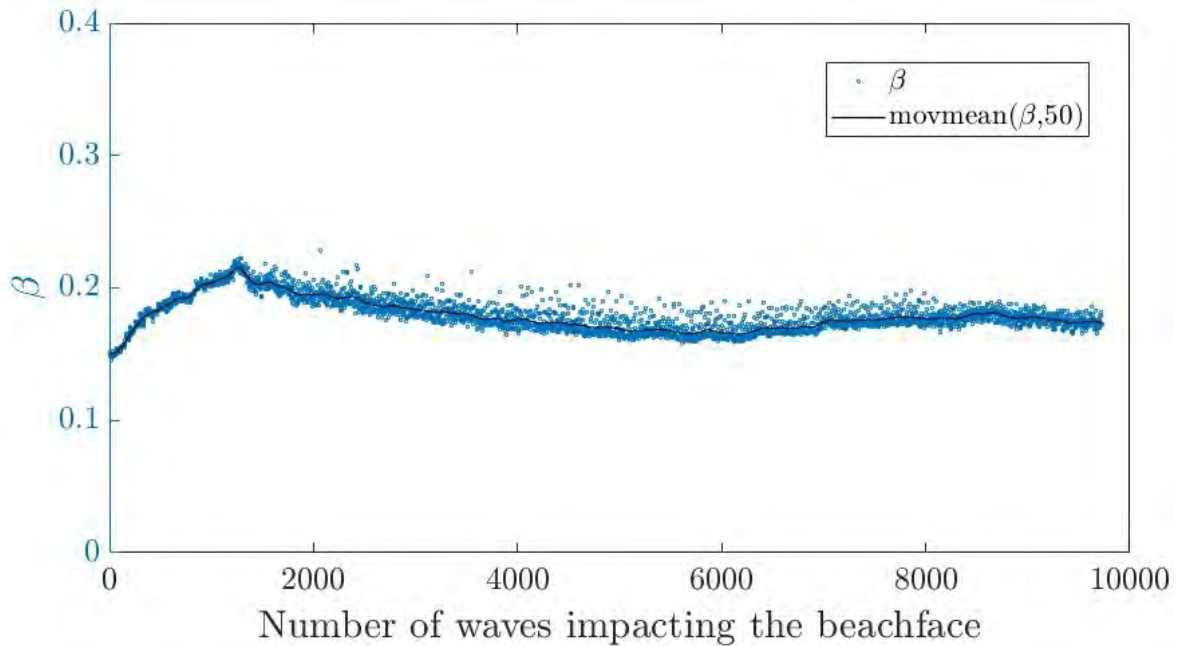 0.4
0.3
0.2
0.1
0
β
β
movmean(β,50)
0
2000
4000
6000
8000
10000
Number of waves impacting the beachface